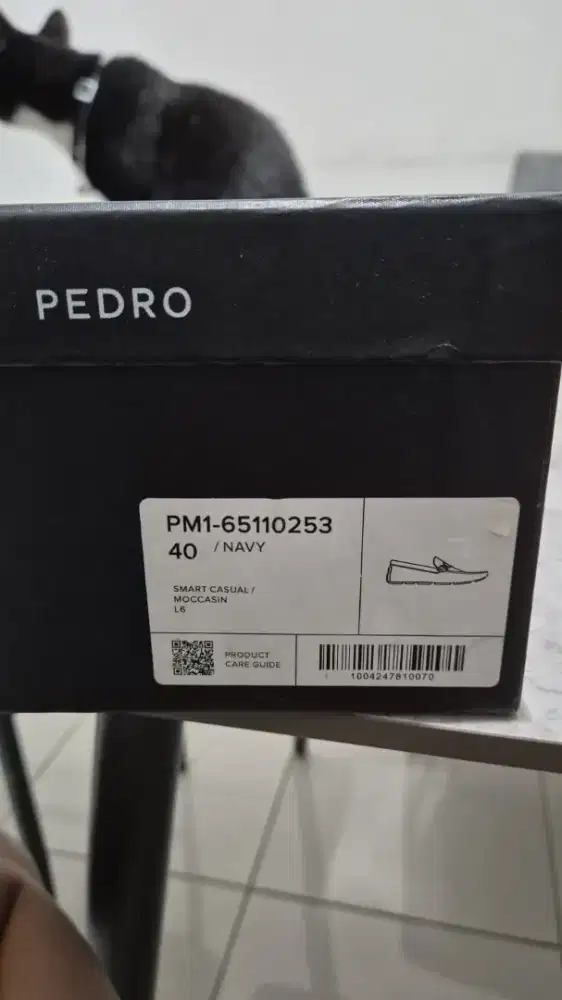 PEDRO
PM1-65110253
40 / NAVY
SMART CASUAL /
MOCCASIN
L6
PRODUCT
CARE GUIDE
1004247810070